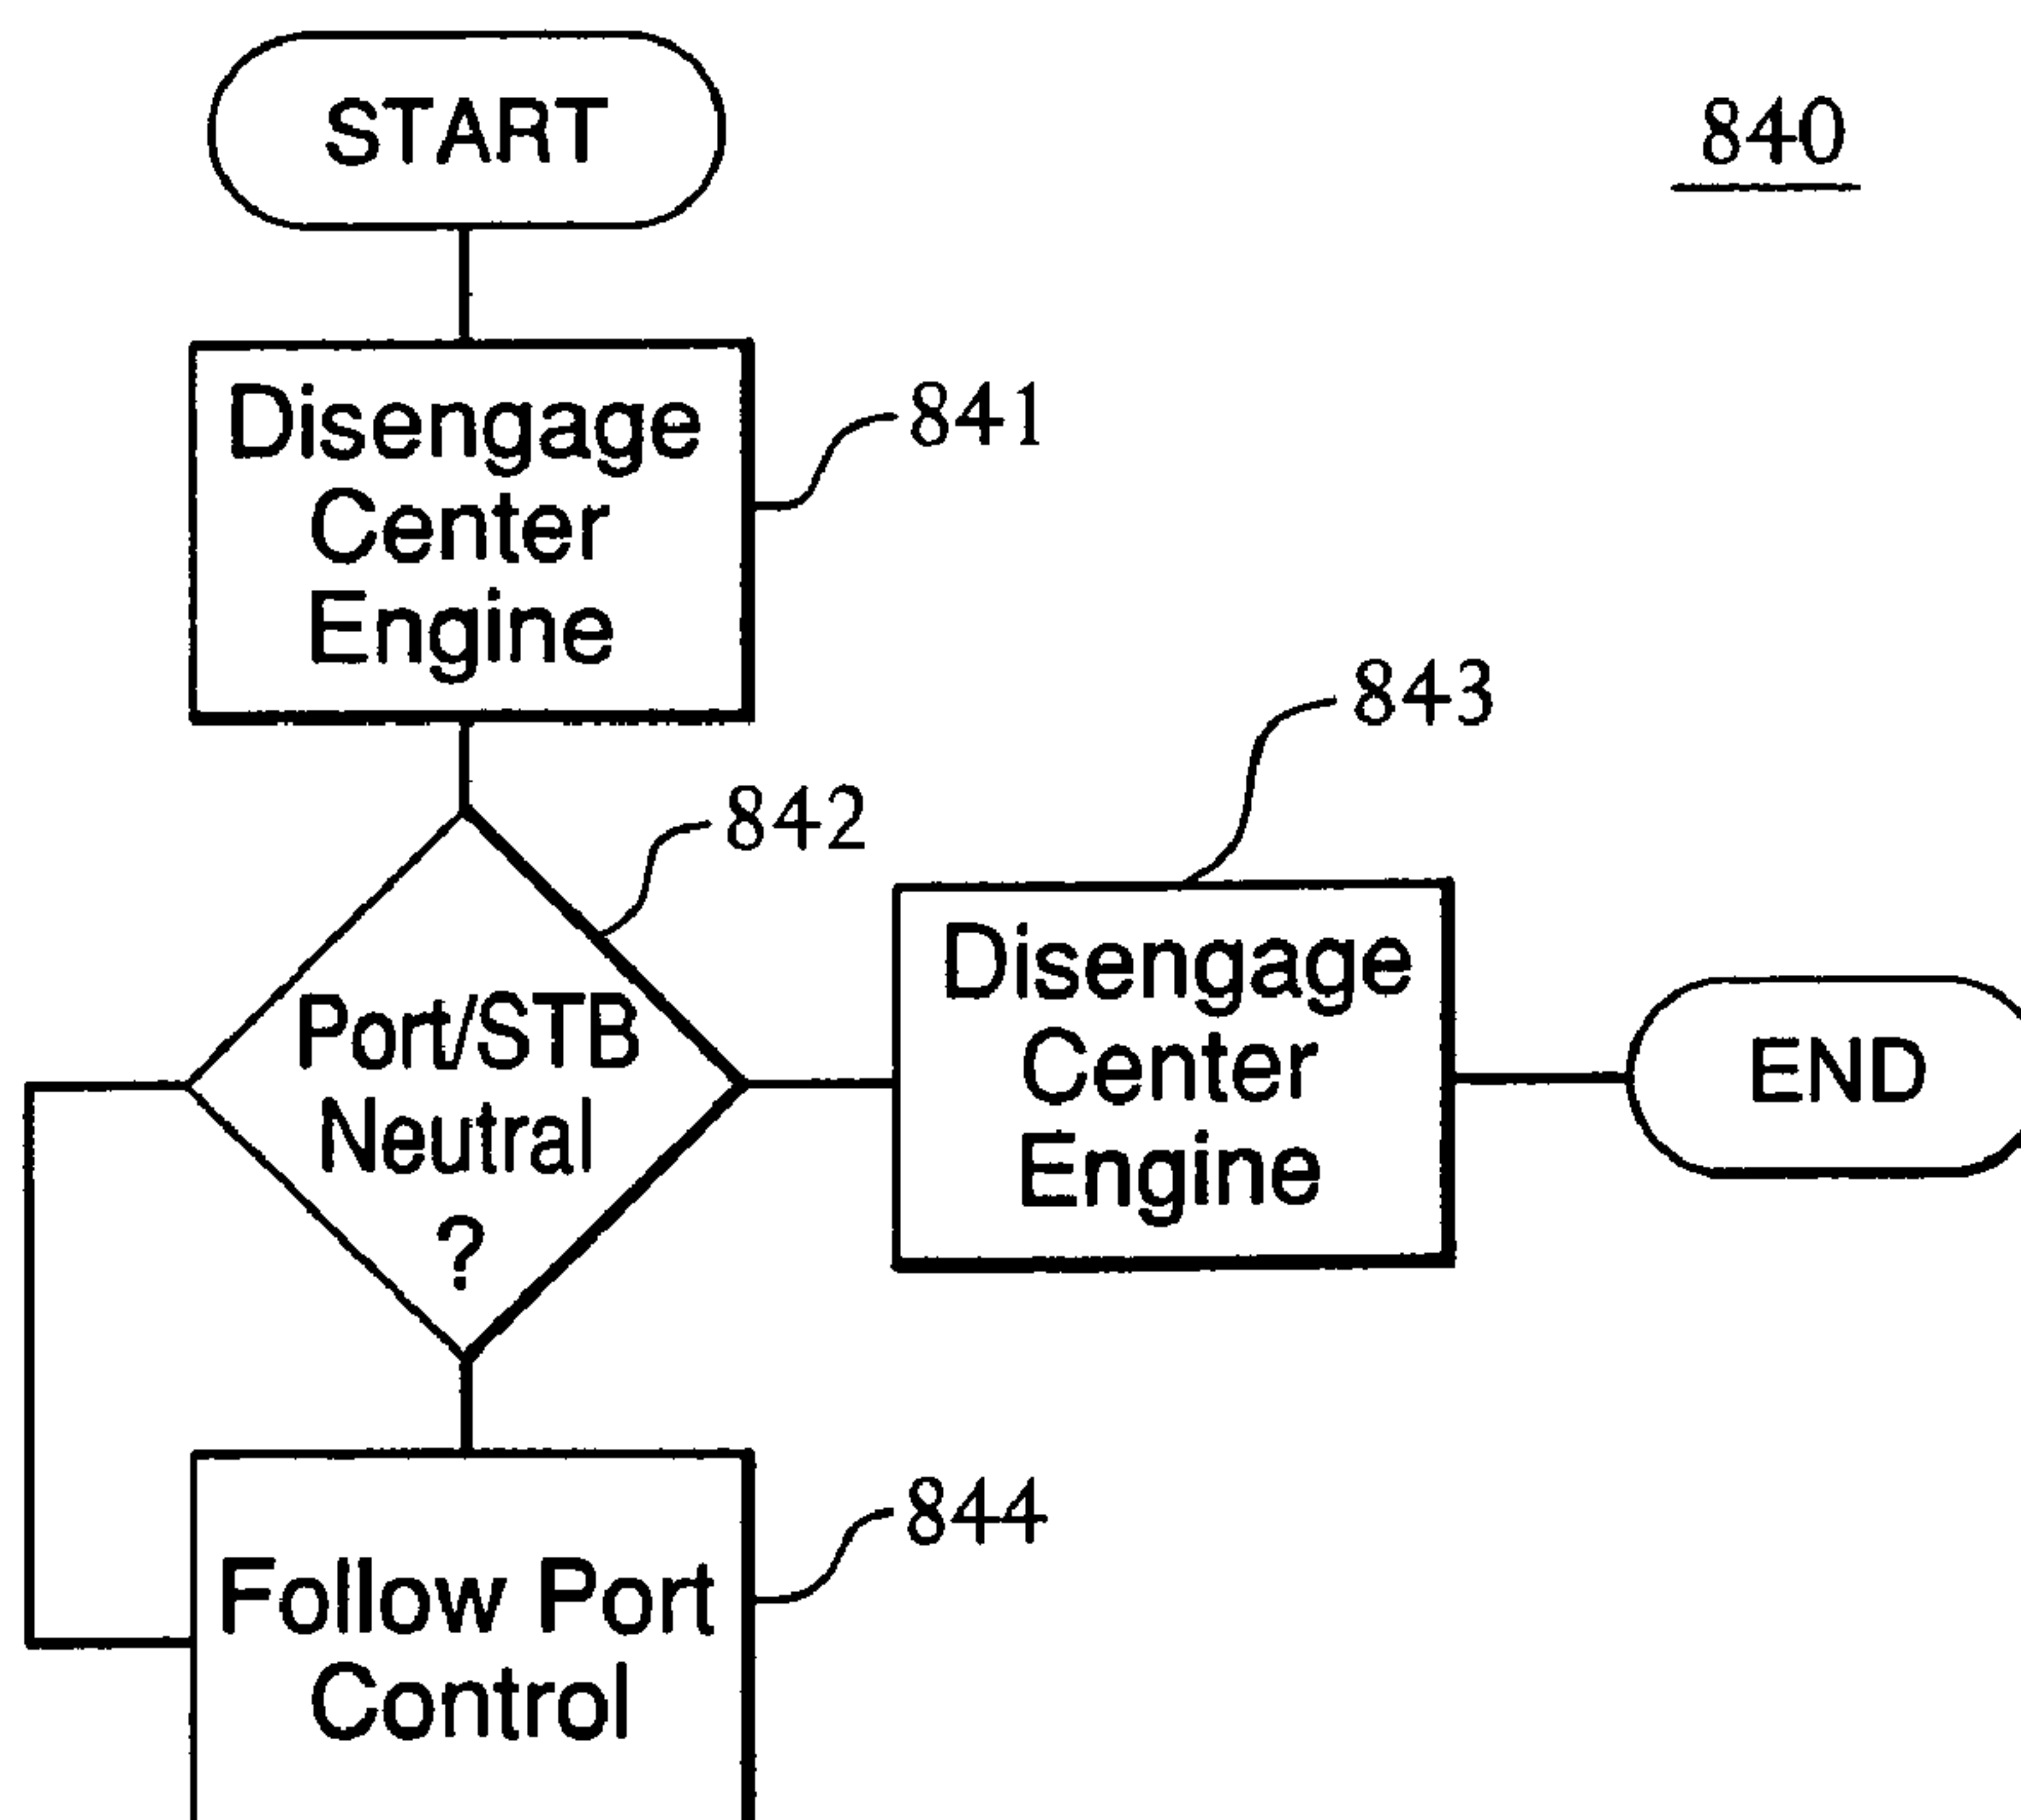 START
840
Disengage
Center
Engine
841
842
843
Port/STB
Neutral
?
Disengage
Center
Engine
END
Follow Port
Control
844